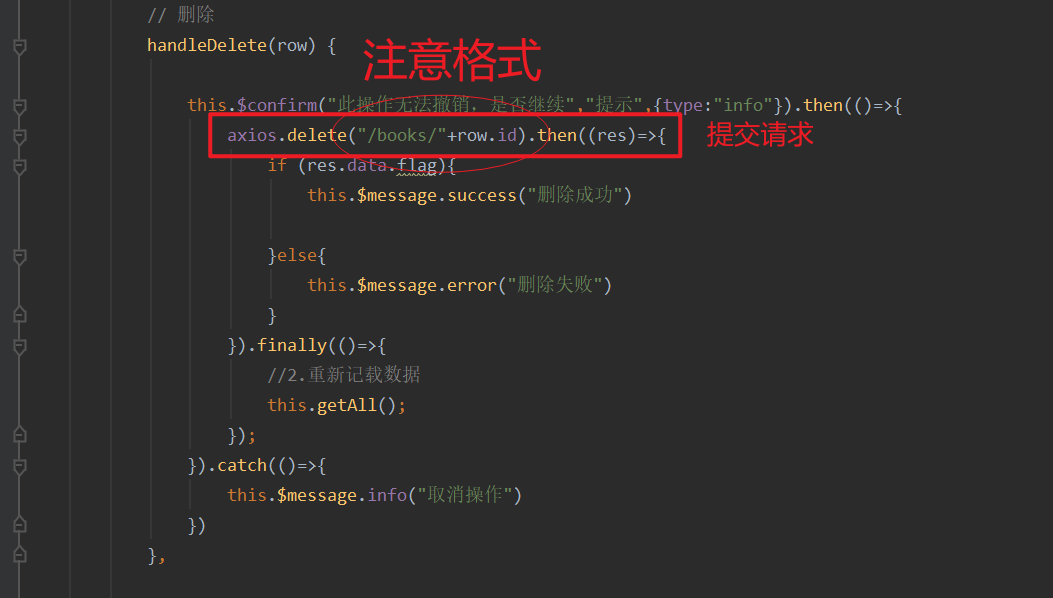 // 删除
handleDelete(row) {
注意格式
this.$confirm("此操作无法撤销. 是否继续","提示",{type:"info"}).then(()=>{
axios.delete("/books/"+row.id).then((res)=>{
提交请求
if (res.data.flag){
this.$message.success("删除成功")
}else{
this.$message.error("删除失败")
}
}).finally(()=>{
//2.重新记载数据
this.getAll();
});
}).catch(()=>{
this.$message.info("取消操作")
})
},